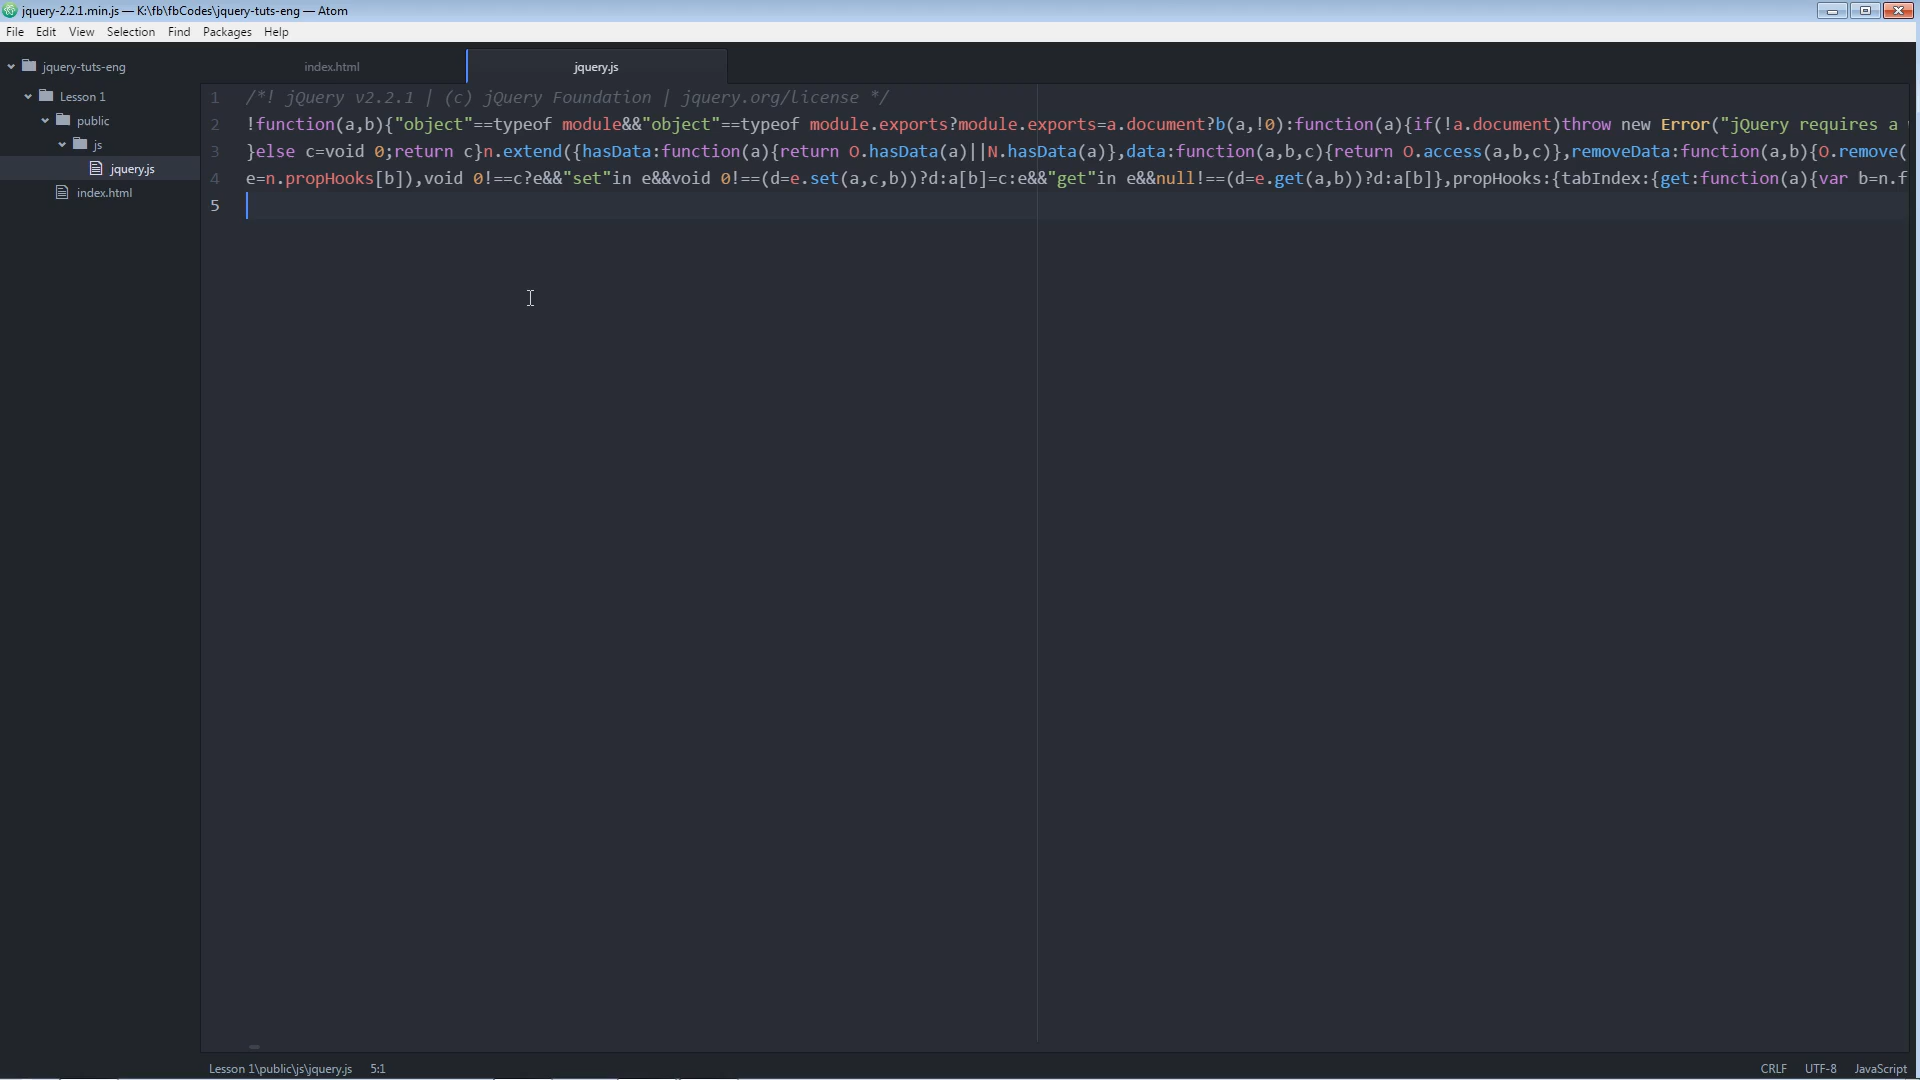 jquery-2.2.1.min.js — K:\fb\fbCodes\jquery-tuts-eng — Atom
File Edit View Selection Find Packages Help
jquery-tuts-eng
Lesson 1
public
js
jquery.js
index.html
index.html
jquery.js
1 /*! jQuery v2.2.1 | (c) jQuery Foundation | jquery.org/license */
2 !function(a,b){"object"==typeof module&&"object"==typeof module.exports?module.exports=a.document?b(a,!0):function(a){if(!a.document)throw new Error("jQuery requires a
3 }else c=void 0;return c}n.extend({hasData:function(a){return O.hasData(a)||N.hasData(a)},data:function(a,b,c){return O.access(a,b,c)},removeData:function(a,b){O.remove(
4 e=n.propHooks[b]),void 0!==c?e&&"set"in e&&void 0!==(d=e.set(a,c,b))?d:a[b]=c:e&&"get"in e&&null!==(d=e.get(a,b))?d:a[b]},propHooks:{tabIndex:{get:function(a){var b=n.f
5
Lesson 1\public\js\jquery.js 5:1
CRLF UTF-8 JavaScript